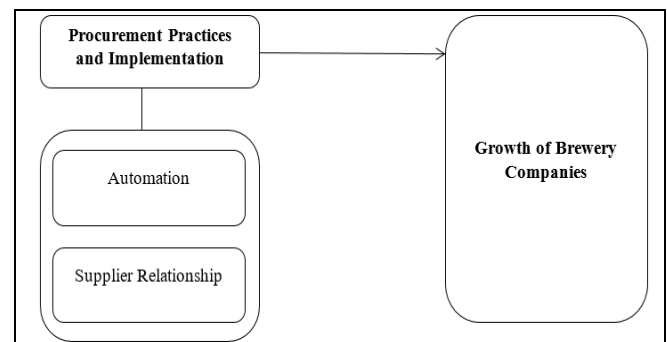 Procurement Practices
and Implementation
Growth of Brewery
Companies
Automation
Supplier Relationship